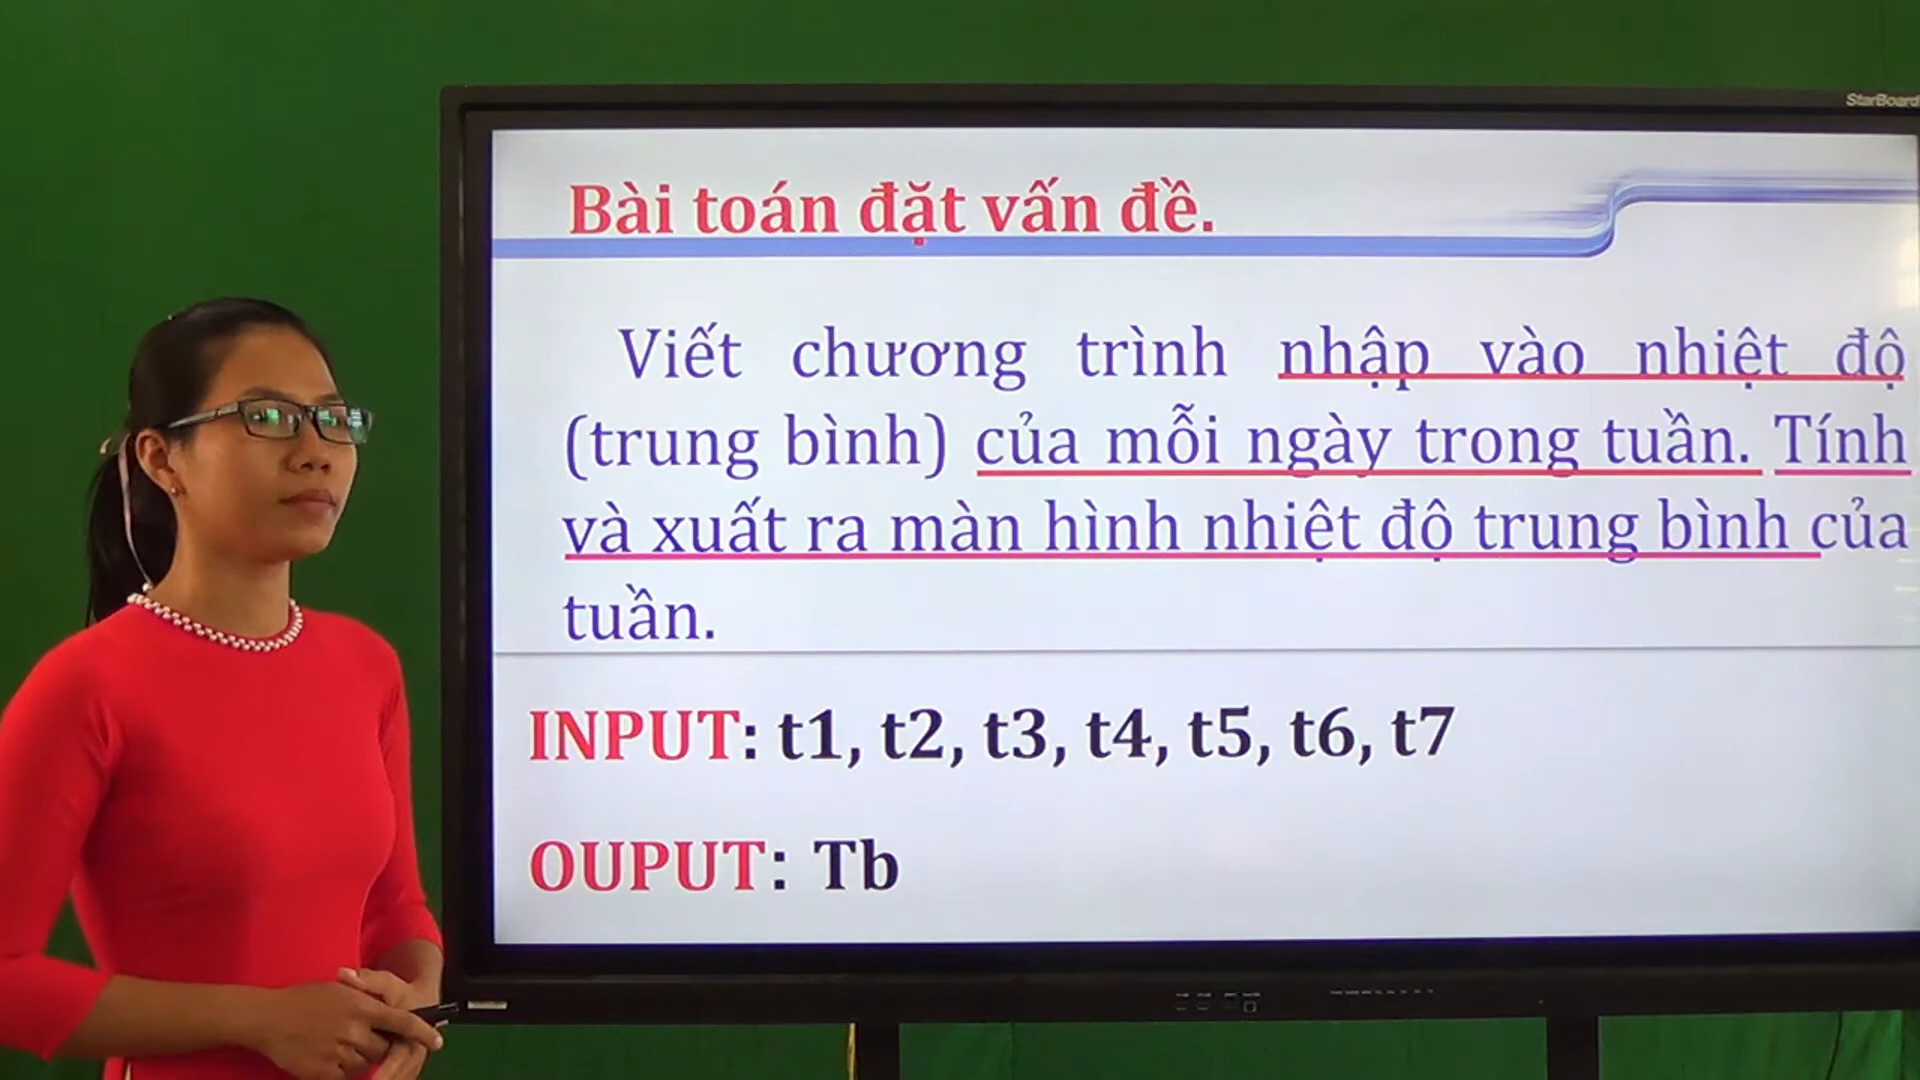 StarBoard
Bài toán đặt vấn đề.
Viết chương trình nhập vào nhiệt độ
(trung bình) của mỗi ngày trong tuần. Tính
và xuất ra màn hình nhiệt độ trung bình của
tuần.
INPUT: t1, t2, t3, t4, t5, t6, t7
OUPUT: Tb